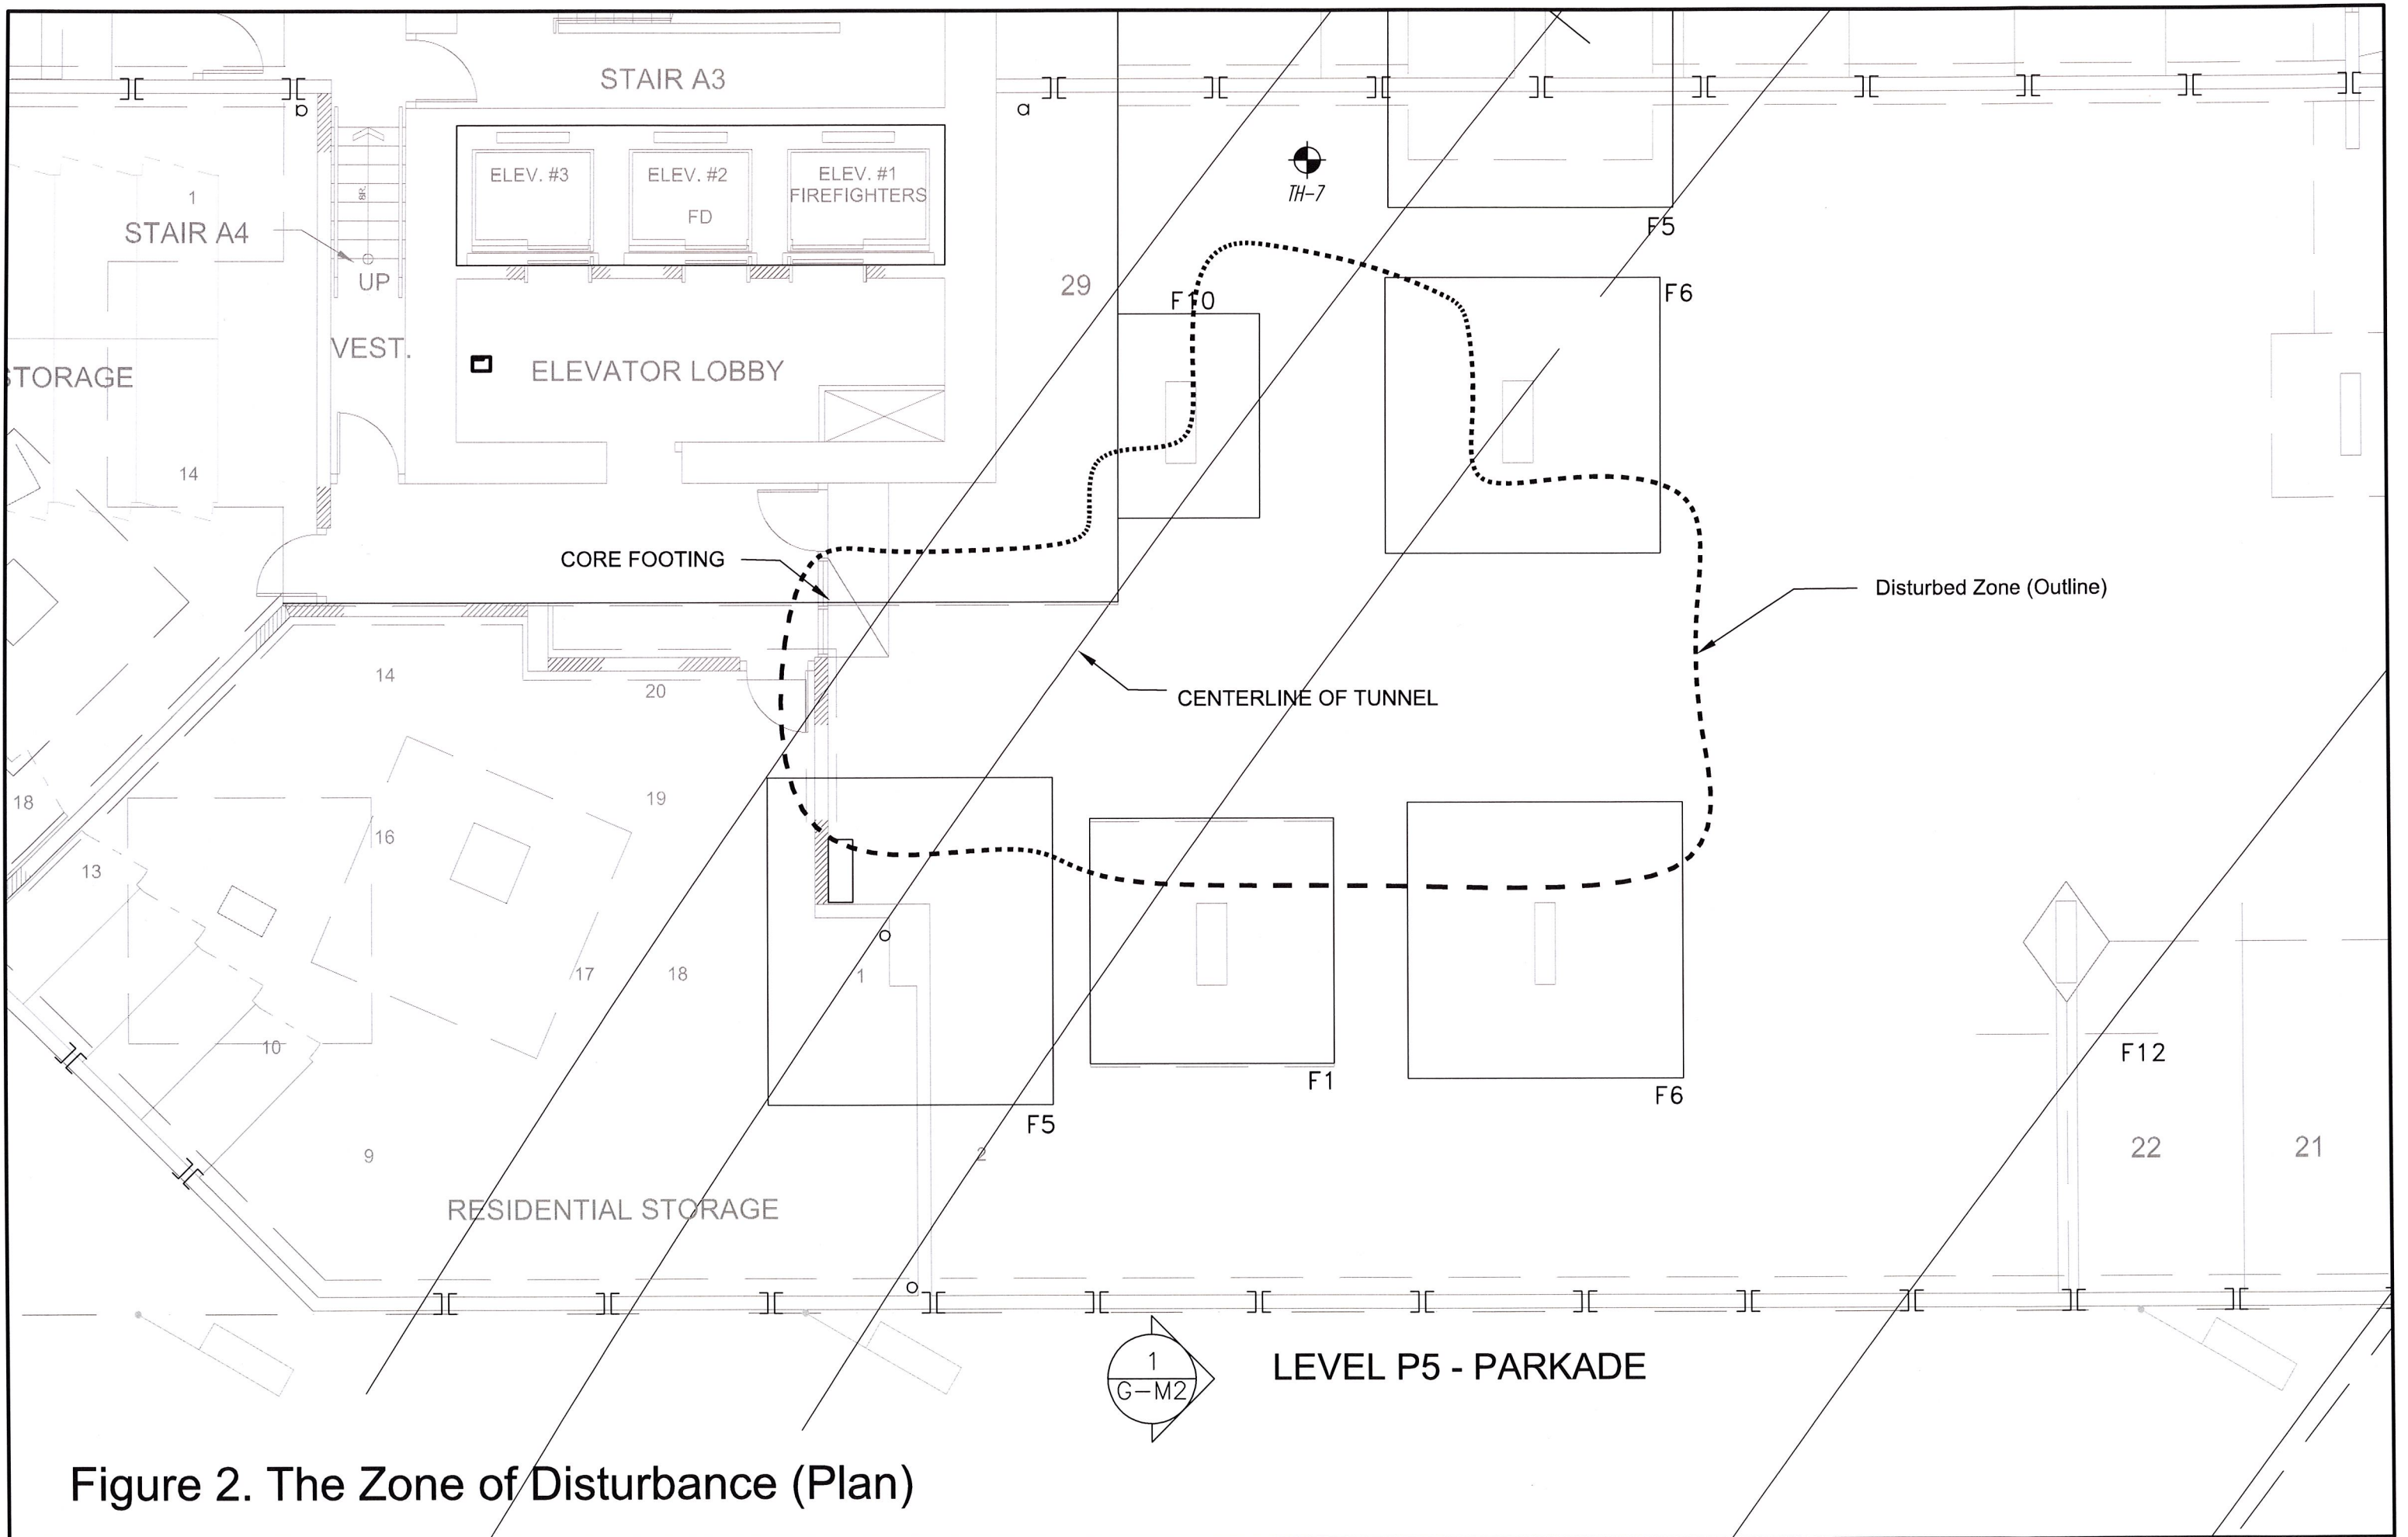 STAIR A3
b
a
ELEV. #3
ELEV. #2
ELEV. #1
FIREFIGHTERS
FD
TH-7
1
STAIR A4
8R.
UP
F5
29
F10
F6
VEST.
ELEVATOR LOBBY
STORAGE
14
CORE FOOTING
Disturbed Zone (Outline)
14
20
CENTERLINE OF TUNNEL
18
19
16
13
17
18
1
10
F12
F1
F6
F5
9
2
22
21
RESIDENTIAL STORAGE
1
G-M2
LEVEL P5 - PARKADE
Figure 2. The Zone of Disturbance (Plan)